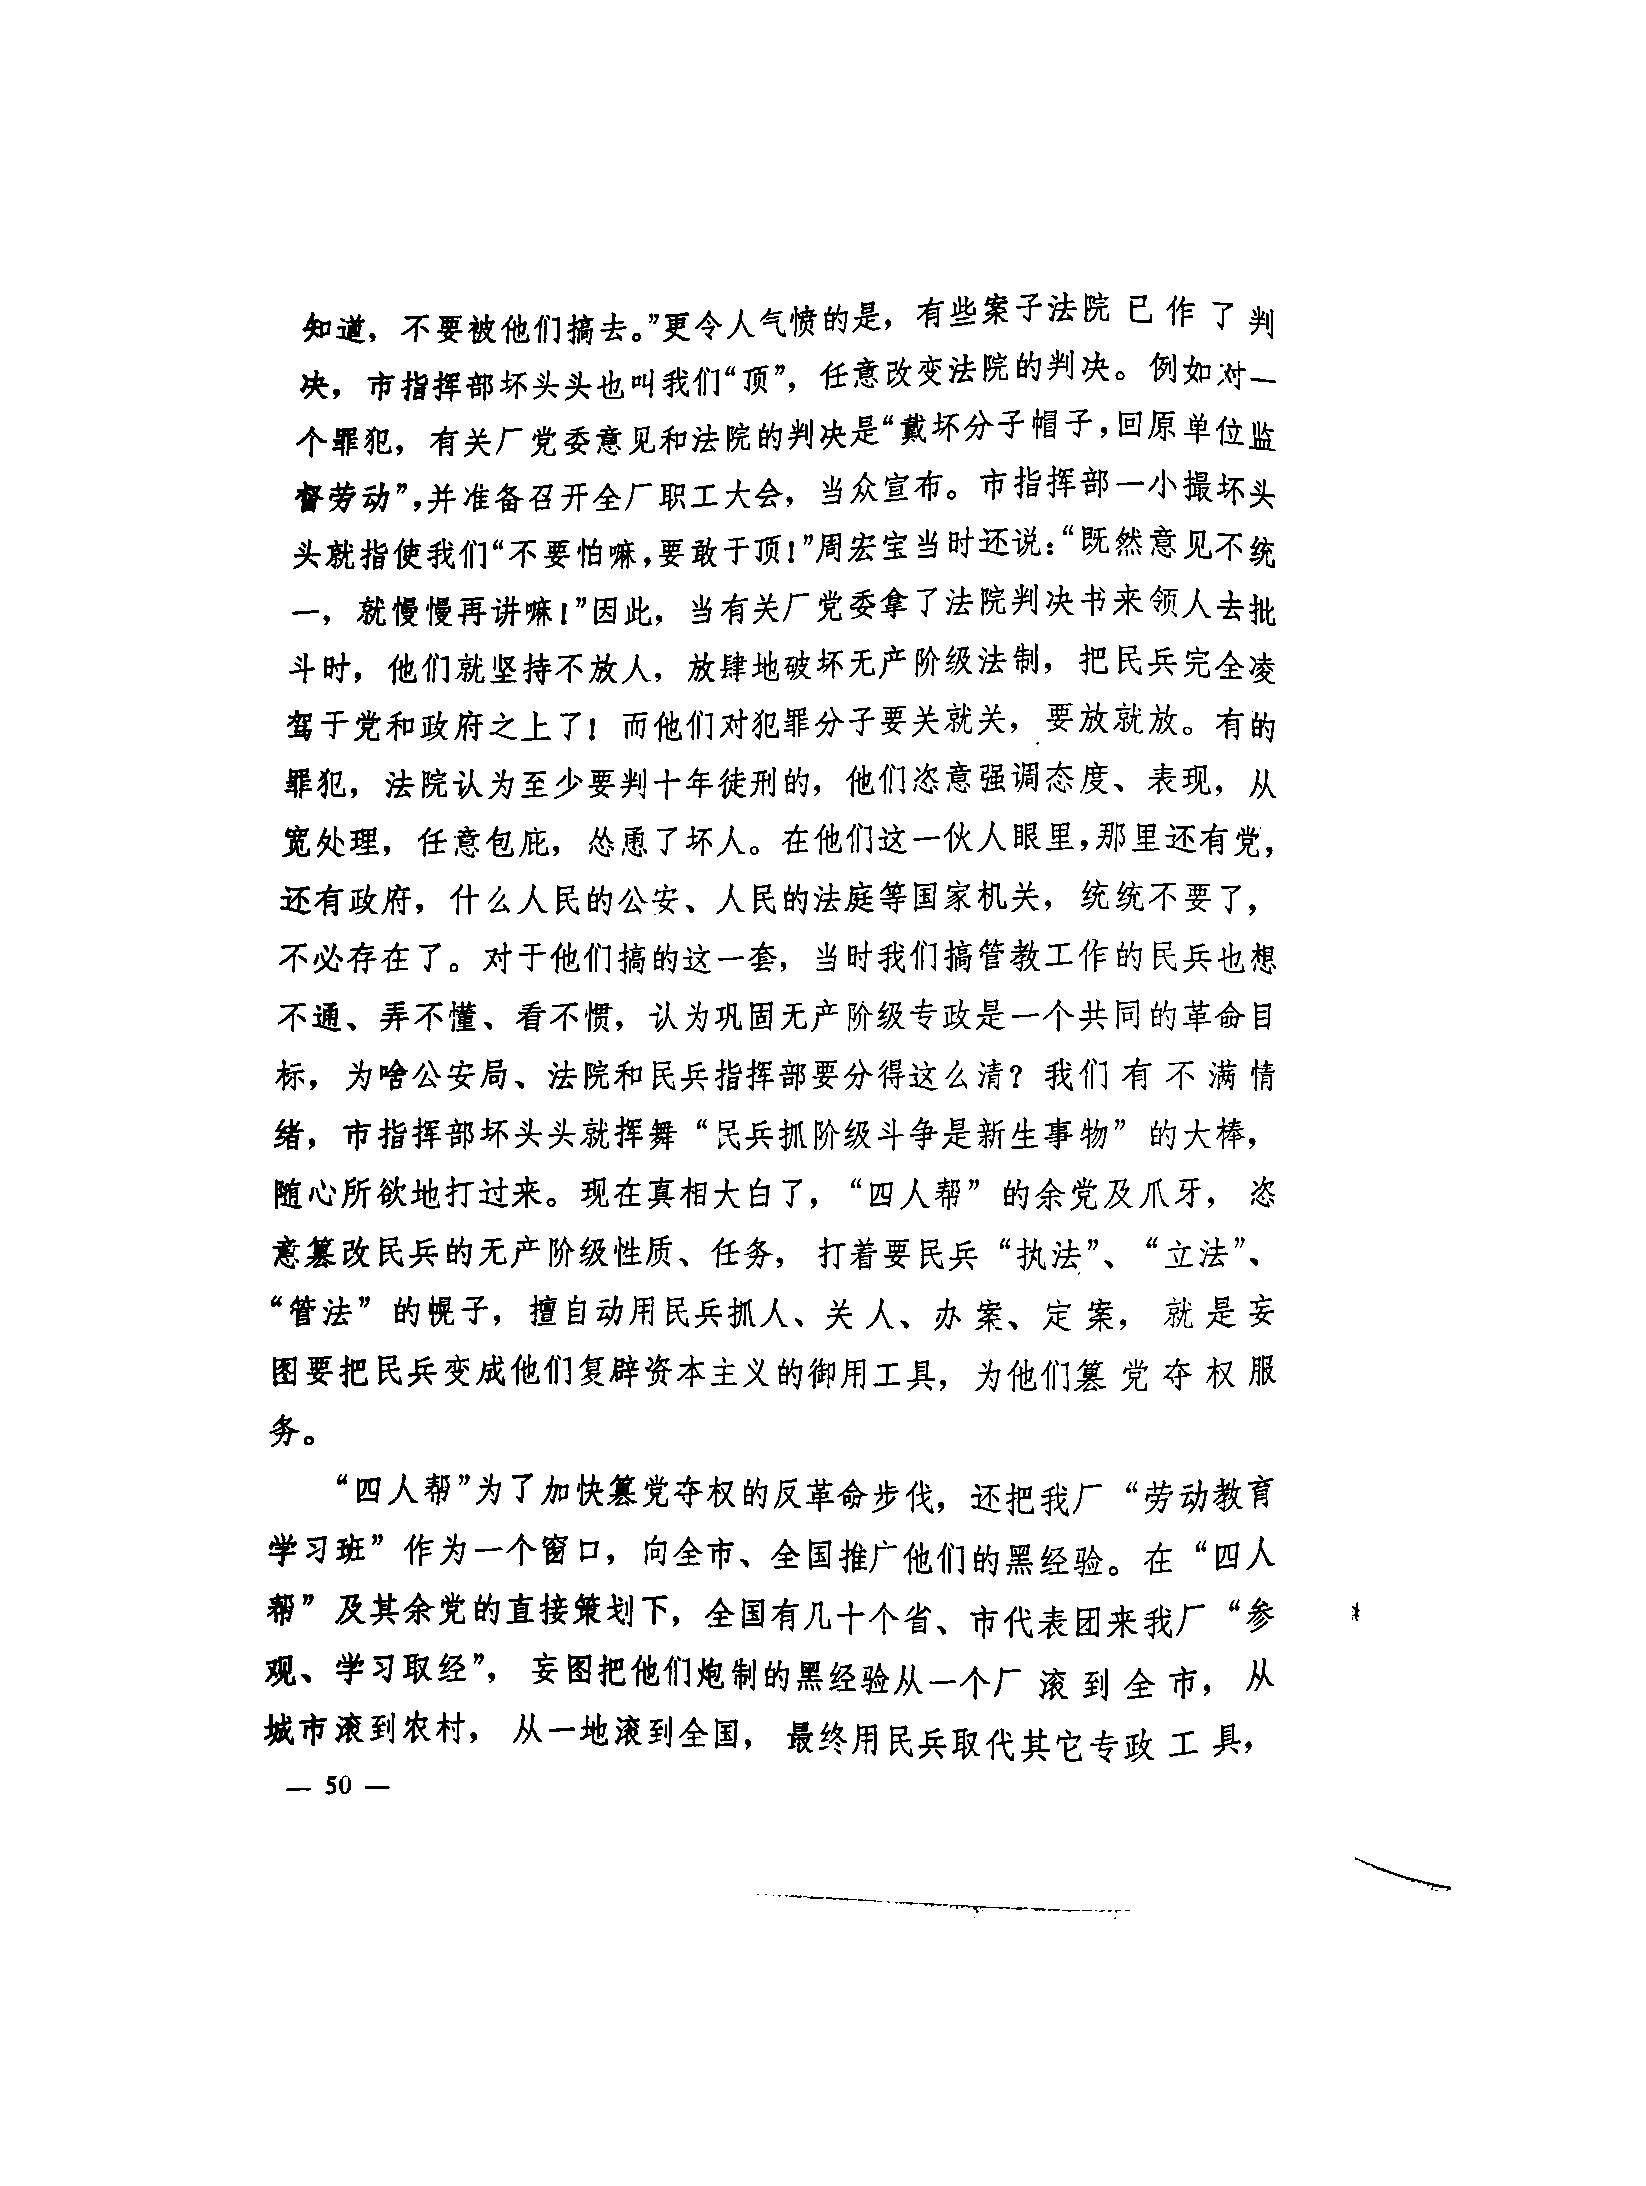 知道，不要被他们搞去。”更令人气愤的是，有些案子法院已作了判
决，市指挥部坏头头也叫我们“顶”，任意改变法院的判决。例如对一
个罪犯，有关厂党委意见和法院的判决是“戴坏分子帽子，回原单位监
督劳动”，并准备召开全厂职工大会，当众宣布。市指挥部一小撮坏头
头就指使我们“不要怕嘛，要敢于顶！”周宏宝当时还说：“既然意见不统
一，就慢慢再讲嘛！”因此，当有关厂党委拿了法院判决书来领人去批
斗时，他们就坚持不放人，放肆地破坏无产阶级法制，把民兵完全凌
驾于党和政府之上了！而他们对犯罪分子要关就关，要放就放。有的
罪犯，法院认为至少要判十年徒刑的，他们恣意强调态度、表现，从
宽处理，任意包庇，怂恿了坏人。在他们这一伙人眼里，那里还有党，
还有政府，什么人民的公安、人民的法庭等国家机关，统统不要了，
不必存在了。对于他们搞的这一套，当时我们搞管教工作的民兵也想
不通、弄不懂、看不惯，认为巩固无产阶级专政是一个共同的革命目
标，为啥公安局、法院和民兵指挥部要分得这么清？我们有不满情
绪，市指挥部坏头头就挥舞“民兵抓阶级斗争是新生事物”的大棒，
随心所欲地打过来。现在真相大白了，“四人帮”的余党及爪牙，恣
意篡改民兵的无产阶级性质、任务，打着要民兵“执法”、“立法”、
“管法”的幌子，擅自动用民兵抓人、关人、办案、定案，就是妄
图要把民兵变成他们复辟资本主义的御用工具，为他们篡党夺权服
务。
“四人帮”为了加快篡党夺权的反革命步伐，还把我厂“劳动教育
学习班”作为一个窗口，向全市、全国推广他们的黑经验。在“四人
帮”及其余党的直接策划下，全国有几十个省、市代表团来我厂“参
观、学习取经”，妄图把他们炮制的黑经验从一个厂滚到全市，从
城市滚到农村，从一地滚到全国，最终用民兵取代其它专政工具，
— 50 —